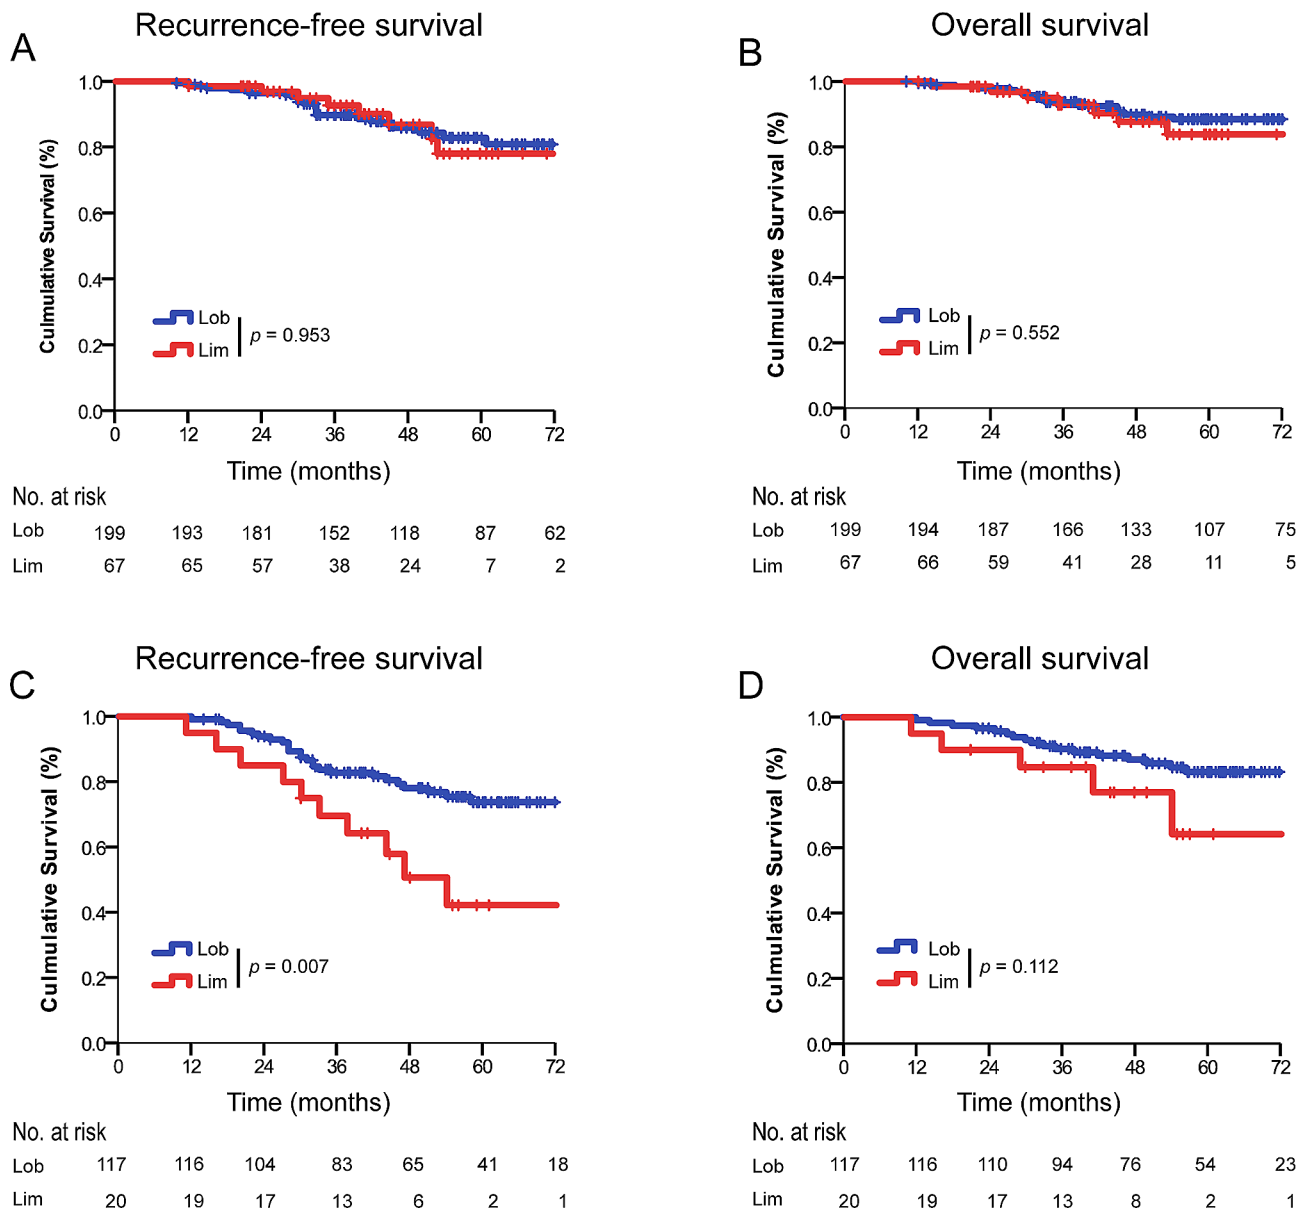 Recurrence-free survival
A
1.0
0.8
0.6
0.4
0.2
0.0
Culmulative Survival (%)
Lob
Lim
p = 0.953
0 12 24 36 48 60 72
Time (months)
No. at risk
Lob 199 193 181 152 118 87 62
Lim 67 65 57 38 24 7 2
Overall survival
B
1.0
0.8
0.6
0.4
0.2
0.0
Culmulative Survival (%)
Lob
Lim
p = 0.552
0 12 24 36 48 60 72
Time (months)
No. at risk
Lob 199 194 187 166 133 107 75
Lim 67 66 59 41 28 11 5
Recurrence-free survival
C
1.0
0.8
0.6
0.4
0.2
0.0
Culmulative Survival (%)
Lob
Lim
p = 0.007
0 12 24 36 48 60 72
Time (months)
No. at risk
Lob 117 116 104 83 65 41 18
Lim 20 19 17 13 6 2 1
Overall survival
D
1.0
0.8
0.6
0.4
0.2
0.0
Culmulative Survival (%)
Lob
Lim
p = 0.112
0 12 24 36 48 60 72
Time (months)
No. at risk
Lob 117 116 110 94 76 54 23
Lim 20 19 17 13 8 2 1